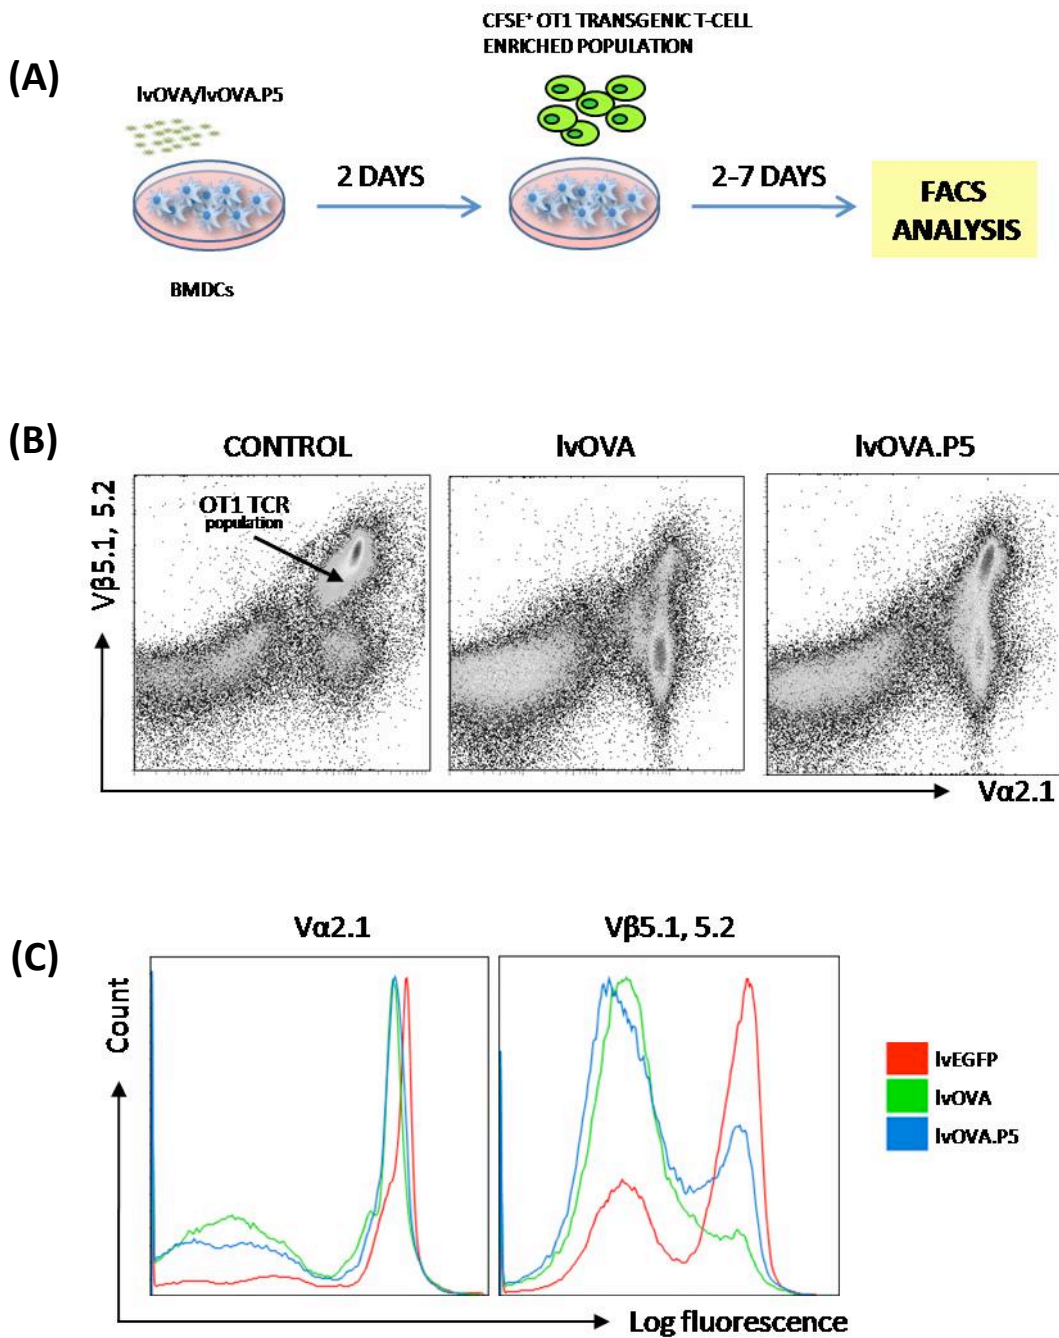 (A)
CFSE⁺ OT1 TRANSGENIC T-CELL
ENRICHED POPULATION
lvOVA/lvOVA.P5
2 DAYS
2-7 DAYS
FACS
ANALYSIS
BMDCs
(B)
CONTROL
lvOVA
lvOVA.P5
OT1 TCR
population
Vβ5.1, 5.2
Vα2.1
(C)
Vα2.1
Vβ5.1, 5.2
Count
lvEGFP
lvOVA
lvOVA.P5
Log fluorescence